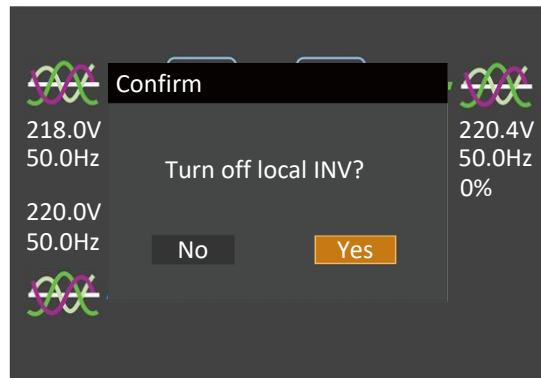 Confirm
218.0V
50.0Hz
220.0V
50.0Hz
Turn off local INV?
No
Yes
220.4V
50.0Hz
0%